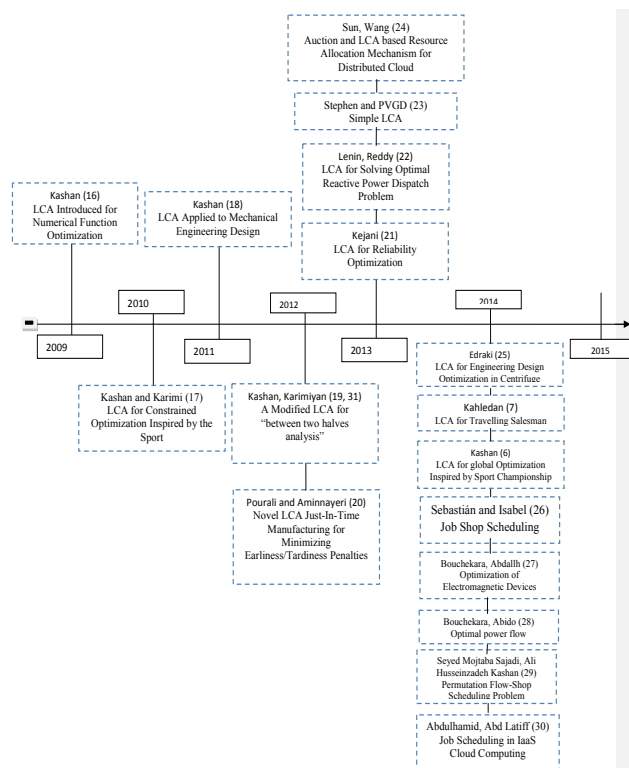 Sun, Wang (24)
Auction and LCA based Resource
Allocation Mechanism for
Distributed Cloud
Stephen and PVGD (23)
Simple LCA
Lenin, Reddy (22)
LCA for Solving Optimal
Reactive Power Dispatch
Problem
Kashan (16)
LCA Introduced for
Numerical Function
Optimization
Kashan (18)
LCA Applied to Mechanical
Engineering Design
Kejani (21)
LCA for Reliability
Optimization
2010
2012
2014
2009
2011
2013
2015
Kashan and Karimi (17)
LCA for Constrained
Optimization Inspired by the
Sport
Kashan, Karimiyan (19, 31)
A Modified LCA for
“between two halves
analysis”
Pourali and Aminnayeri (20)
Novel LCA Just-In-Time
Manufacturing for
Minimizing
Earliness/Tardiness Penalties
Edraki (25)
LCA for Engineering Design
Optimization in Centrifuge
Kahledan (7)
LCA for Travelling Salesman
Kashan (6)
LCA for global Optimization
Inspired by Sport Championship
Sebastián and Isabel (26)
Job Shop Scheduling
Bouchekara, Abdallh (27)
Optimization of
Electromagnetic Devices
Bouchekara, Abido (28)
Optimal power flow
Seyed Mojtaba Sajadi, Ali
Husseinzadeh Kashan (29)
Permutation Flow-Shop
Scheduling Problem
Abdulhamid, Abd Latiff (30)
Job Scheduling in IaaS
Cloud Computing